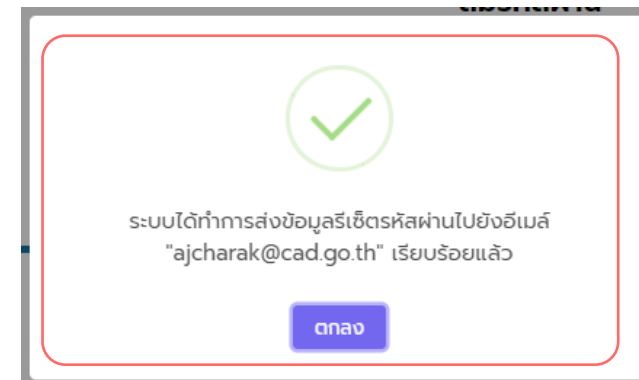 ระบบได้ทำการส่งข้อมูลรีเซ็ตรหัสผ่านไปยังอีเมล์
"ajcharak@cad.go.th" เรียบร้อยแล้ว
ตกลง